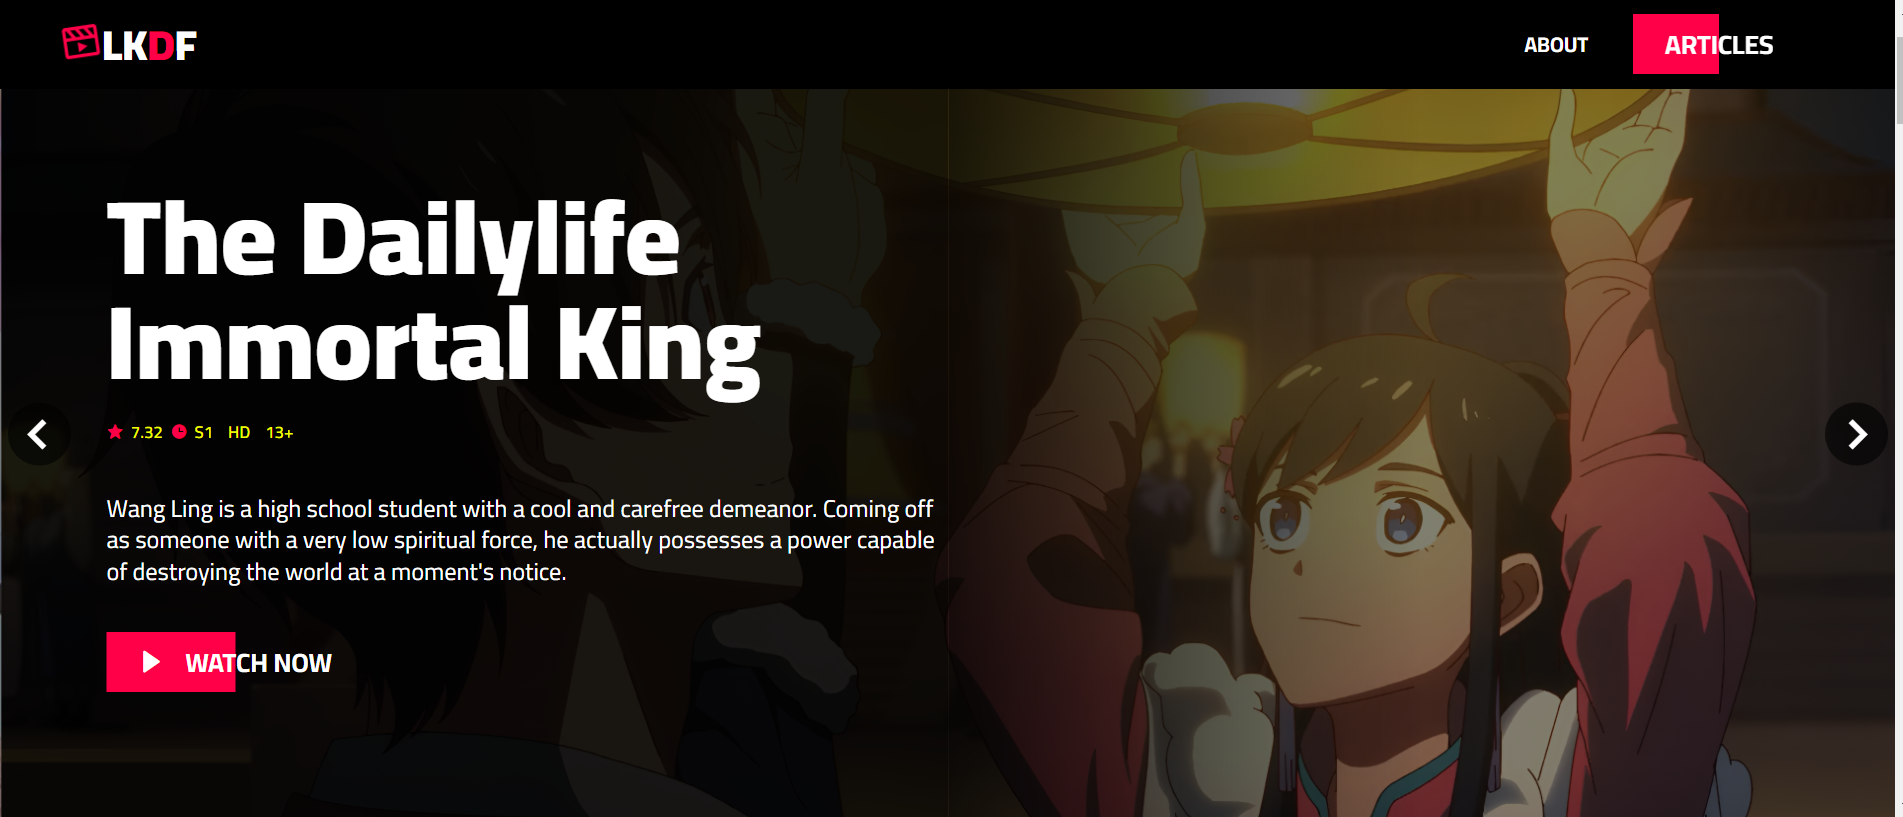 LKDF
ABOUT
ARTICLES
The Dailylife
Immortal King
7.32 S1 HD 13+
Wang Ling is a high school student with a cool and carefree demeanor. Coming off
as someone with a very low spiritual force, he actually possesses a power capable
of destroying the world at a moment's notice.
WATCH NOW